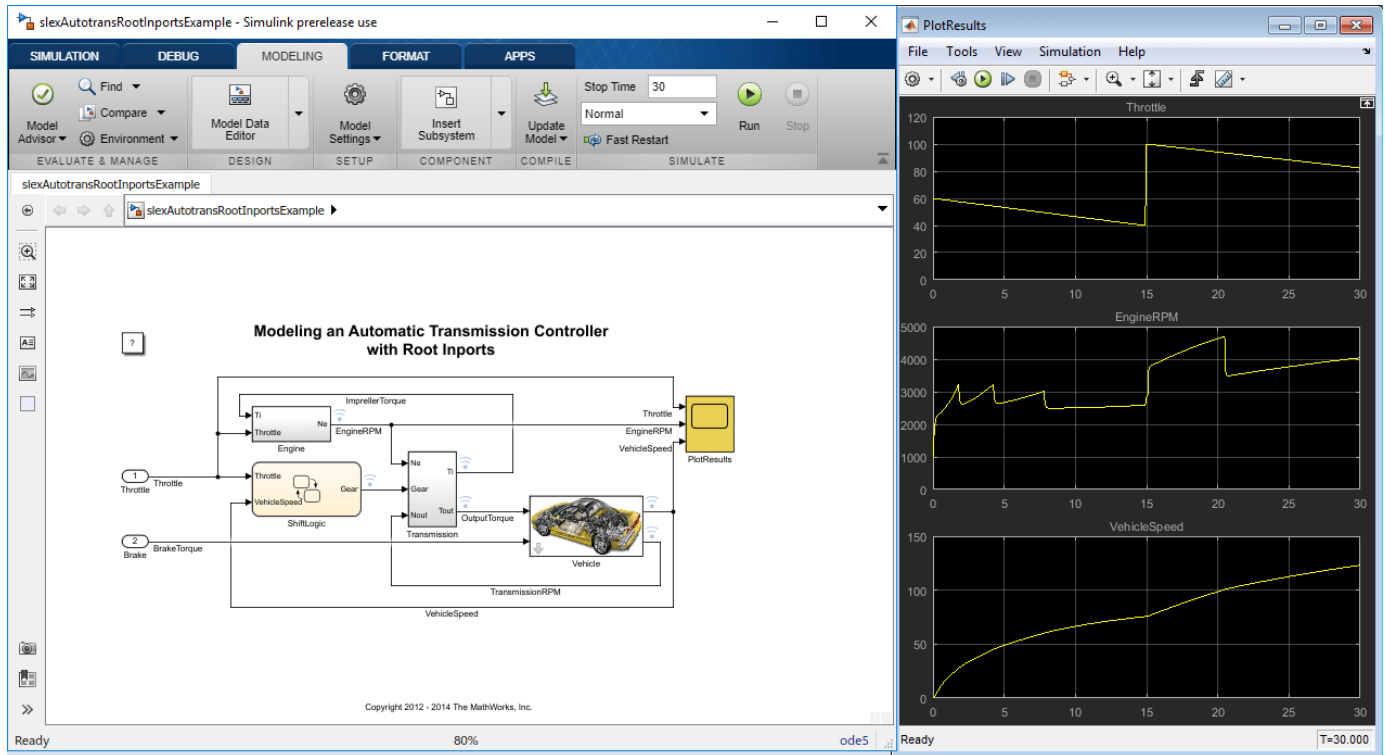 slexAutotransRootInportsExample - Simulink prerelease use
SIMULATION DEBUG MODELING FORMAT APPS
Model Advisor
Find
Compare
Environment
Model Data Editor
Model Settings
Insert Subsystem
Update Model
Stop Time 30
Normal
Fast Restart
Run
Stop
EVALUATE & MANAGE DESIGN SETUP COMPONENT COMPILE SIMULATE
slexAutotransRootInportsExample
slexAutotransRootInportsExample
?
Modeling an Automatic Transmission Controller
with Root Inports
ImprellerTorque
Ti
Throttle
Ne
EngineRPM
Engine
Throttle
EngineRPM
VehicleSpeed
PlotResults
1
Throttle
Throttle
Throttle
VehicleSpeed
Gear
ShiftLogic
Ne
Gear
Nout
Ti
Tout
Transmission
OutputTorque
2
Brake
BrakeTorque
Vehicle
TransmissionRPM
VehicleSpeed
Copyright 2012 - 2014 The MathWorks, Inc.
Ready 80% ode5
PlotResults
File Tools View Simulation Help
Throttle
120
100
80
60
40
20
0
0 5 10 15 20 25 30
EngineRPM
5000
4000
3000
2000
1000
0
0 5 10 15 20 25 30
VehicleSpeed
150
100
50
0
0 5 10 15 20 25 30
Ready T=30.000